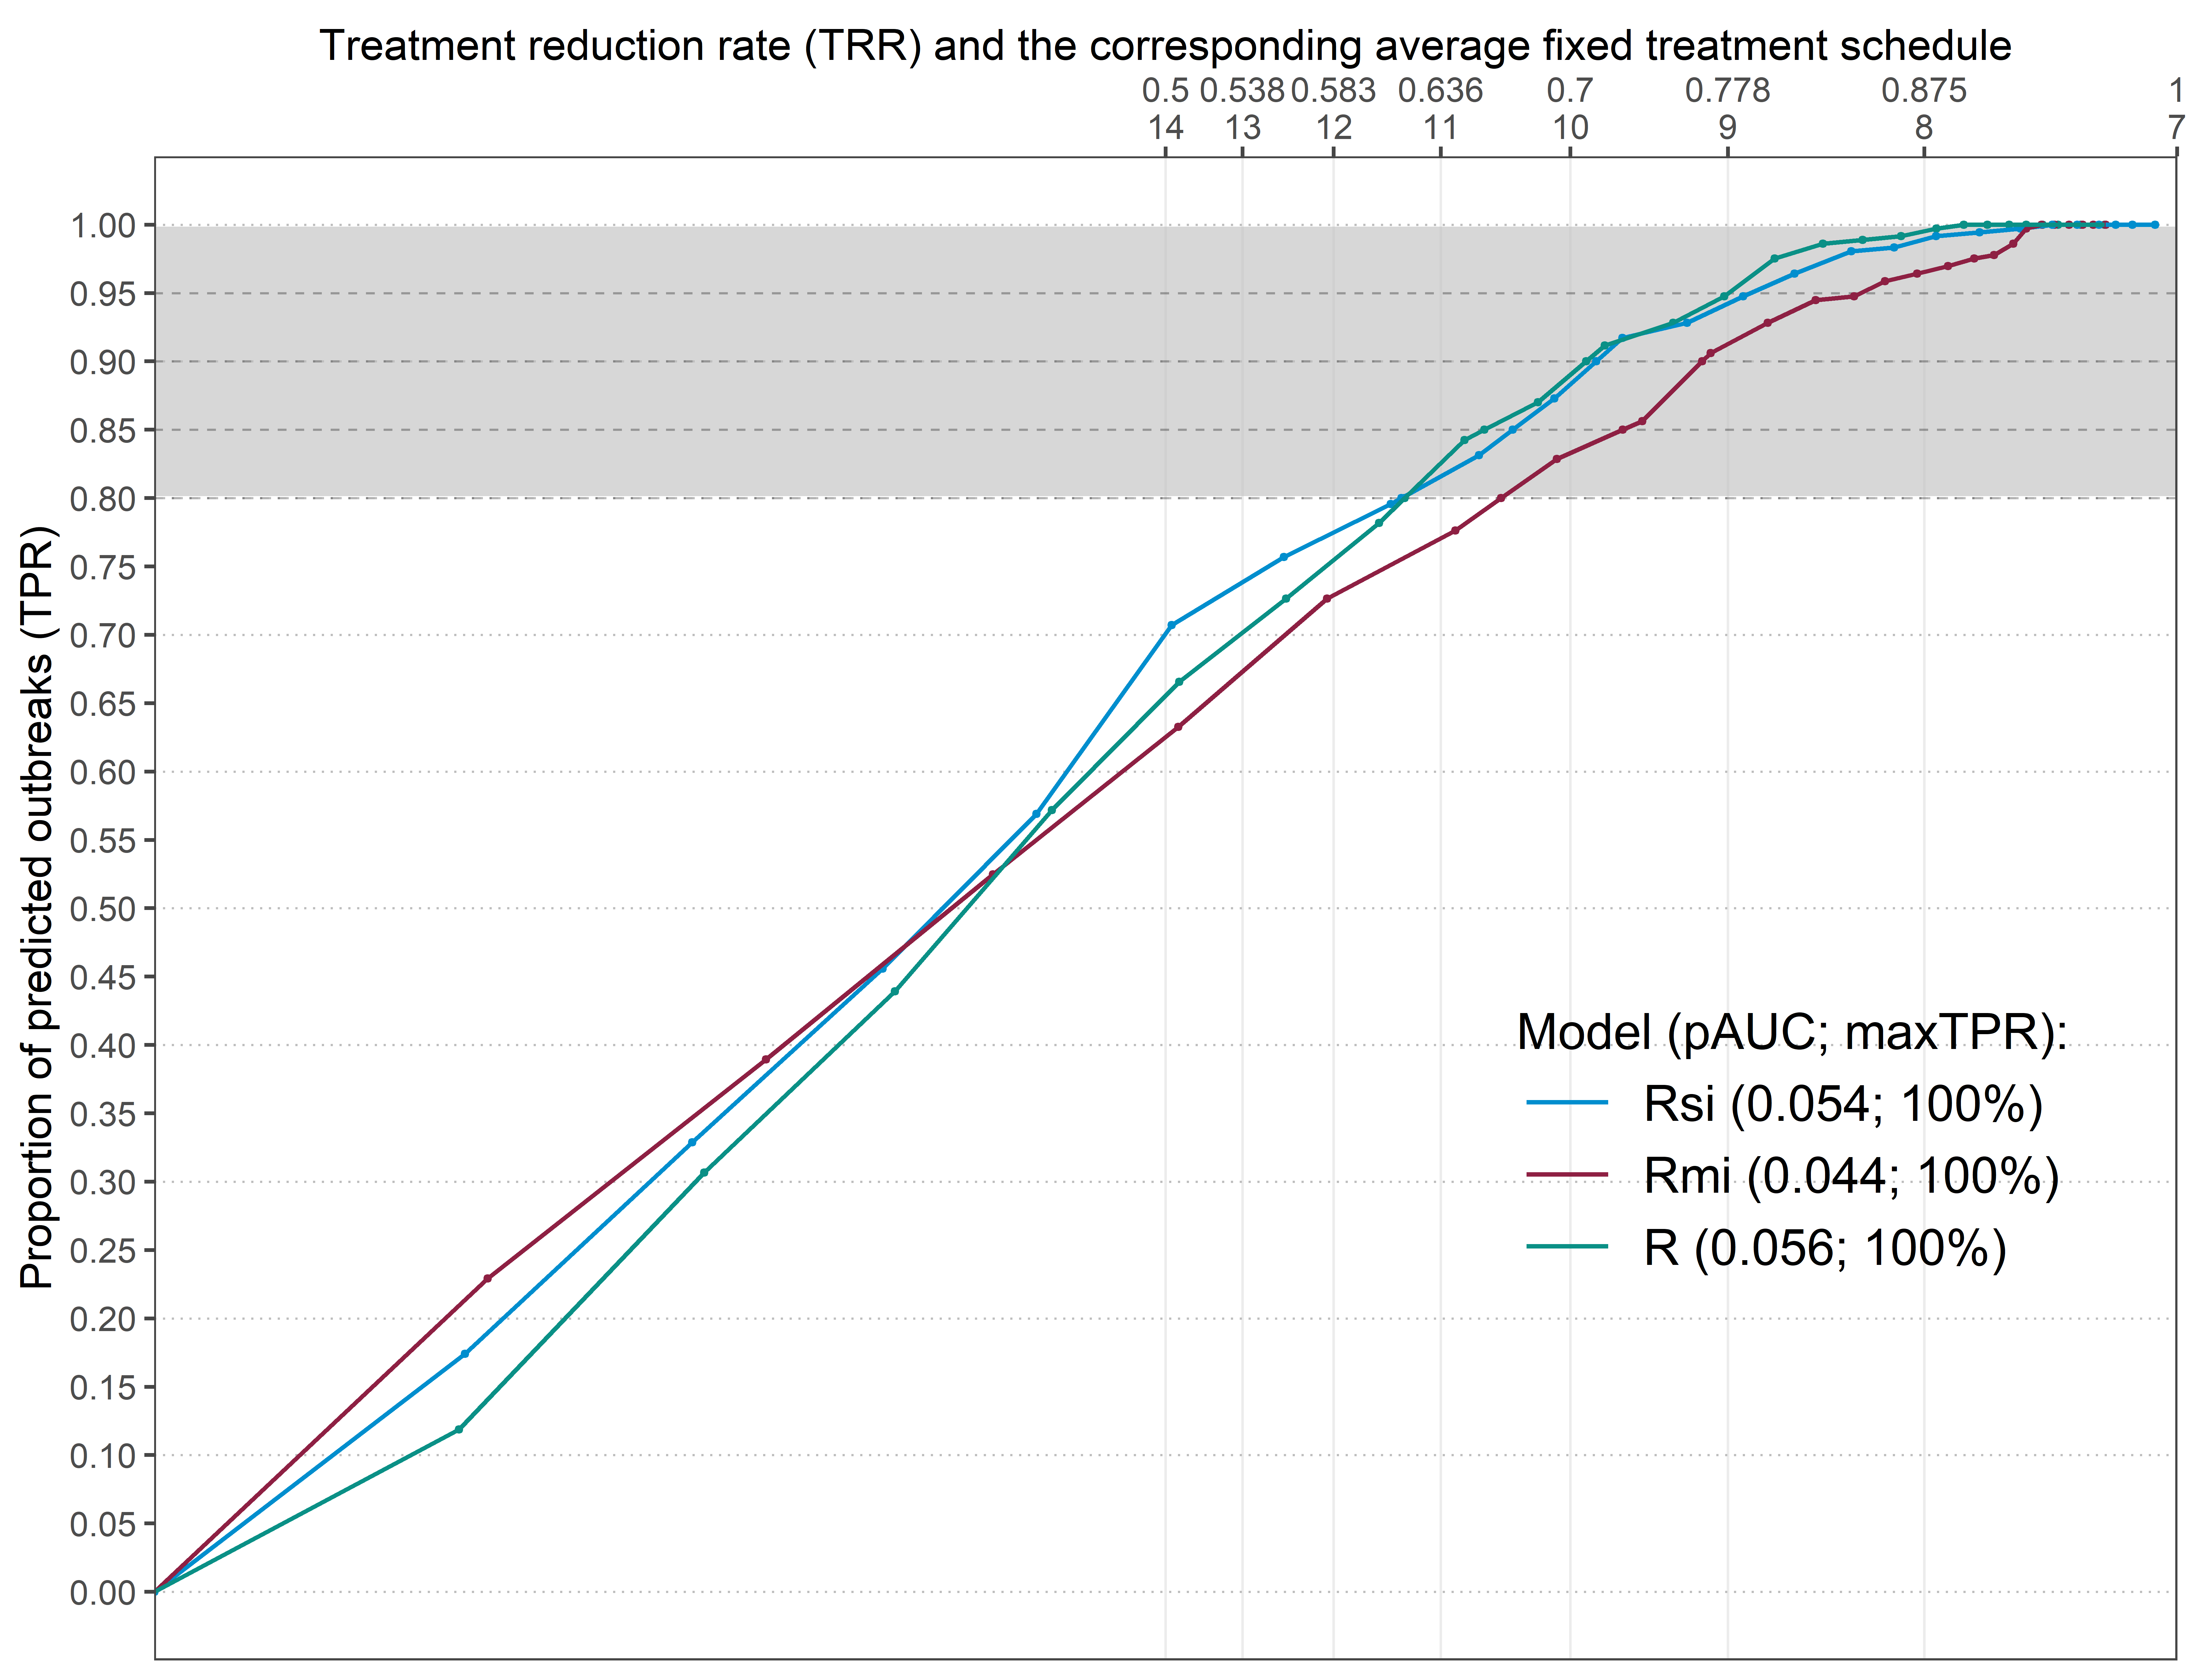 Treatment reduction rate (TRR) and the corresponding average fixed treatment schedule
0.5 0.538 0.583 0.636 0.7 0.778 0.875 1
14 13 12 11 10 9 8 7
Proportion of predicted outbreaks (TPR)
1.00
0.95
0.90
0.85
0.80
0.75
0.70
0.65
0.60
0.55
0.50
0.45
0.40
0.35
0.30
0.25
0.20
0.15
0.10
0.05
0.00
Model (pAUC; maxTPR):
Rsi (0.054; 100%)
Rmi (0.044; 100%)
R (0.056; 100%)